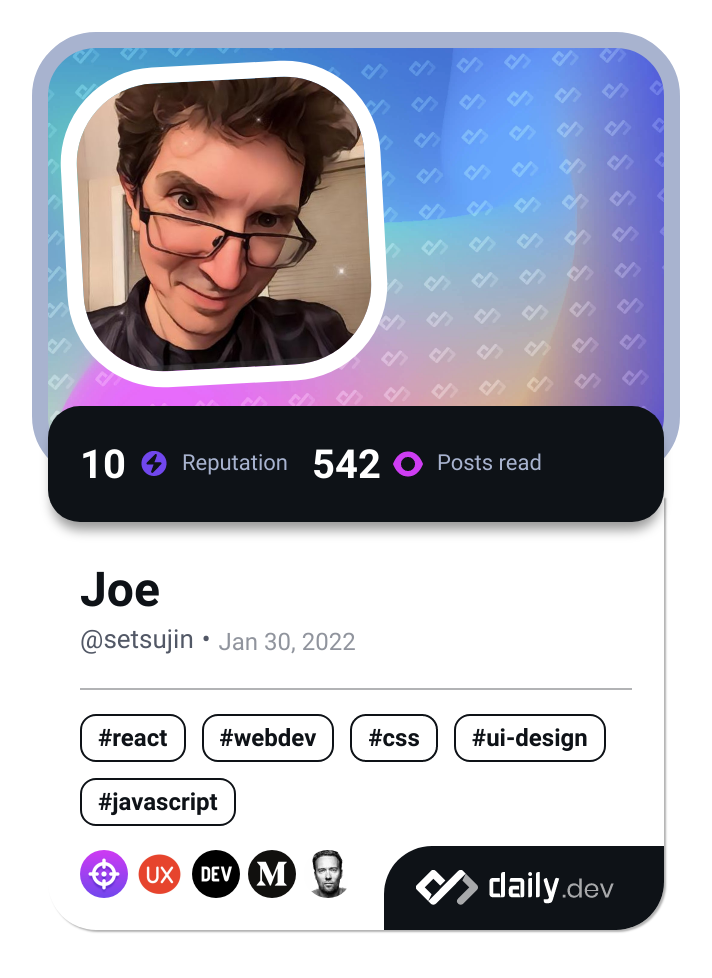 10 Reputation 542 Posts read
Joe
@setsujin • Jan 30, 2022
#react #webdev #css #ui-design
#javascript
UX DEV M daily.dev